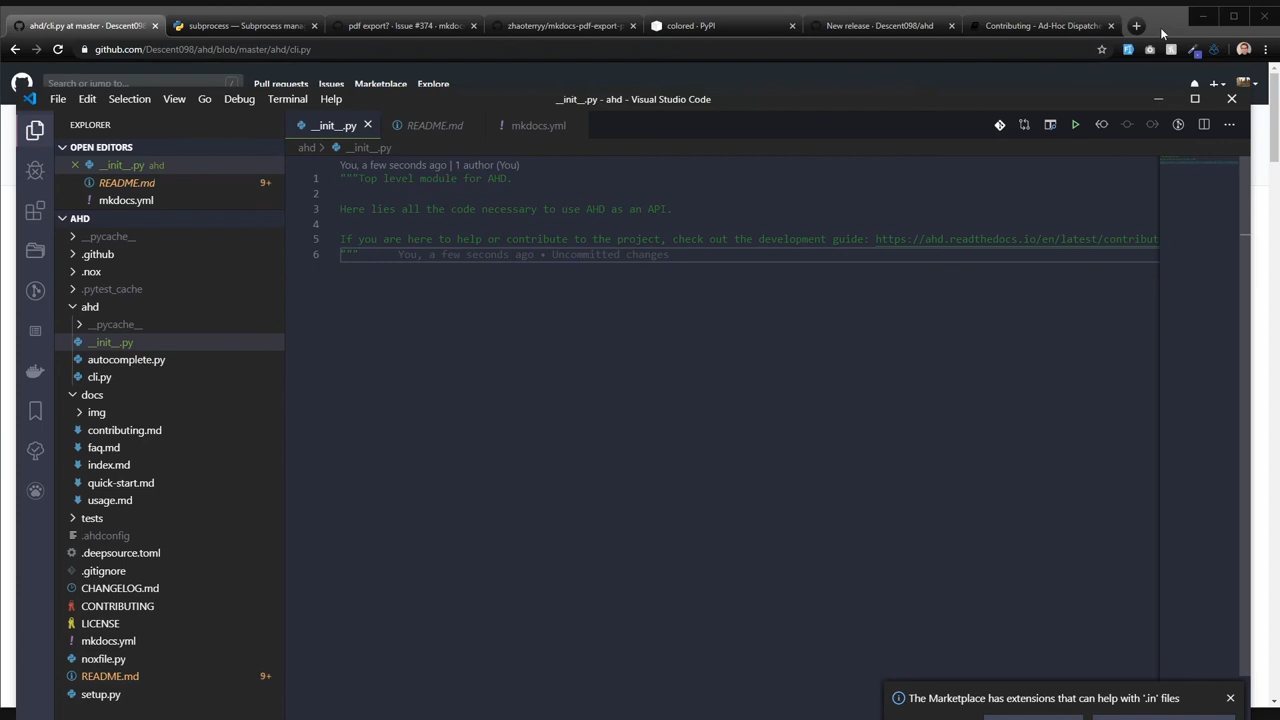 ahd/cli.py at master · Descent098
subprocess — Subprocess mana
pdf export? · Issue #374 · mkdoc
zhaoterryy/mkdocs-pdf-export-p
colored · PyPI
New release · Descent098/ahd
Contributing - Ad-Hoc Dispatche
github.com/Descent098/ahd/blob/master/ahd/cli.py
Search or jump to...
/
Pull requests
Issues
Marketplace
Explore
File
Edit
Selection
View
Go
Debug
Terminal
Help
__init__.py - ahd - Visual Studio Code
EXPLORER
OPEN EDITORS
__init__.py ahd
README.md 9+
mkdocs.yml
AHD
__pycache__
.github
.nox
.pytest_cache
ahd
__pycache__
__init__.py
autocomplete.py
cli.py
docs
img
contributing.md
faq.md
index.md
quick-start.md
usage.md
tests
.ahdconfig
.deepsource.toml
.gitignore
CHANGELOG.md
CONTRIBUTING
LICENSE
mkdocs.yml
noxfile.py
README.md 9+
setup.py
__init__.py
README.md
mkdocs.yml
ahd > __init__.py
You, a few seconds ago | 1 author (You)
1 """Top level module for AHD.
2
3 Here lies all the code necessary to use AHD as an API.
4
5 If you are here to help or contribute to the project, check out the development guide: https://ahd.readthedocs.io/en/latest/contribut
6 """ You, a few seconds ago • Uncommitted changes
The Marketplace has extensions that can help with '.in' files